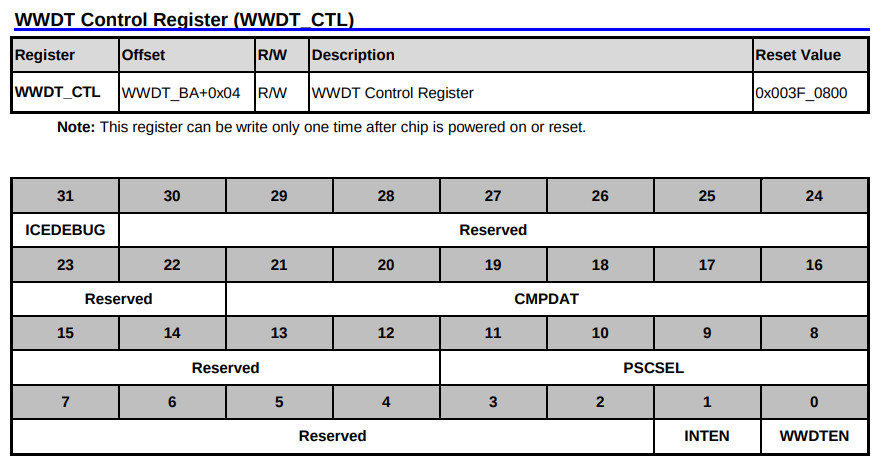 WWDT Control Register (WWDT_CTL)
Register Offset R/W Description Reset Value
WWDT_CTL WWDT_BA+0x04 R/W WWDT Control Register 0x003F_0800
Note: This register can be write only one time after chip is powered on or reset.
31 30 29 28 27 26 25 24
ICEDEBUG Reserved
23 22 21 20 19 18 17 16
Reserved CMPDAT
15 14 13 12 11 10 9 8
Reserved PSCSEL
7 6 5 4 3 2 1 0
Reserved INTEN WWDTEN